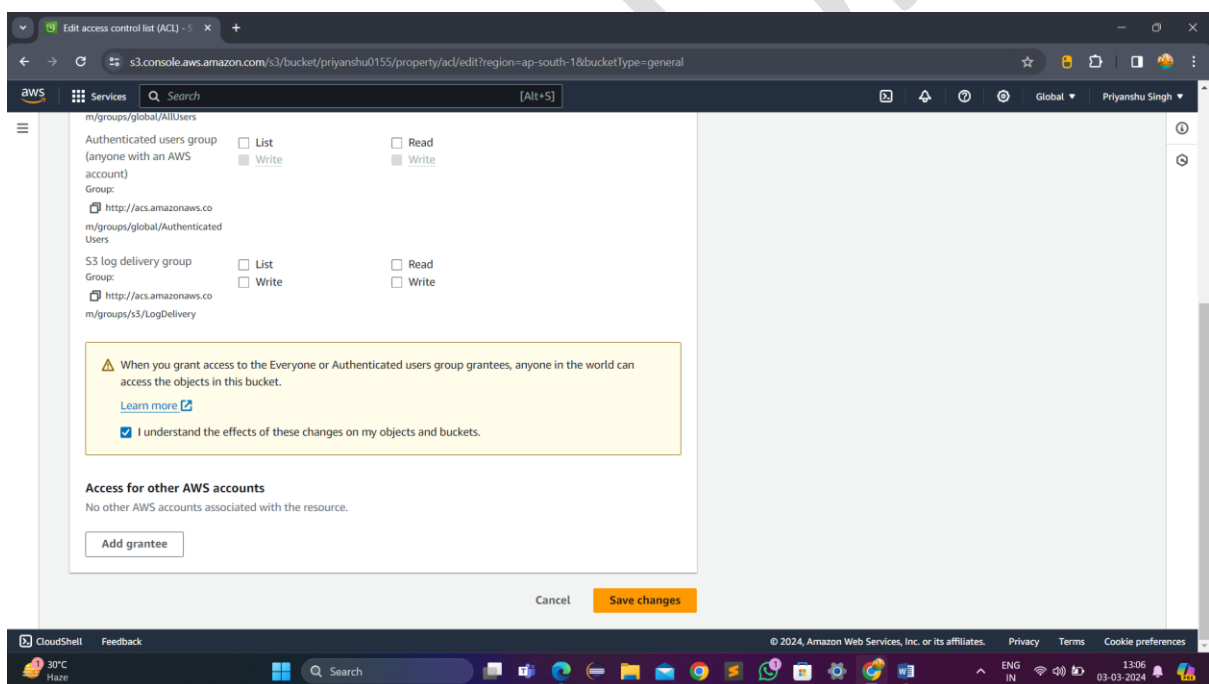 Edit access control list (ACL) - S
s3.console.aws.amazon.com/s3/bucket/priyanshu0155/property/acl/edit?region=ap-south-1&bucketType=general
aws Services Search [Alt+S] Global Priyanshu Singh
m/groups/global/AllUsers
Authenticated users group
(anyone with an AWS
account)
Group:
http://acs.amazonaws.co
m/groups/global/Authenticated
Users
List Read
Write Write
S3 log delivery group
Group:
http://acs.amazonaws.co
m/groups/s3/LogDelivery
List Read
Write Write
When you grant access to the Everyone or Authenticated users group grantees, anyone in the world can
access the objects in this bucket.
Learn more
I understand the effects of these changes on my objects and buckets.
Access for other AWS accounts
No other AWS accounts associated with the resource.
Add grantee
Cancel Save changes
CloudShell Feedback © 2024, Amazon Web Services, Inc. or its affiliates. Privacy Terms Cookie preferences
1 30°C
Haze
Search
ENG
IN
13:06
03-03-2024